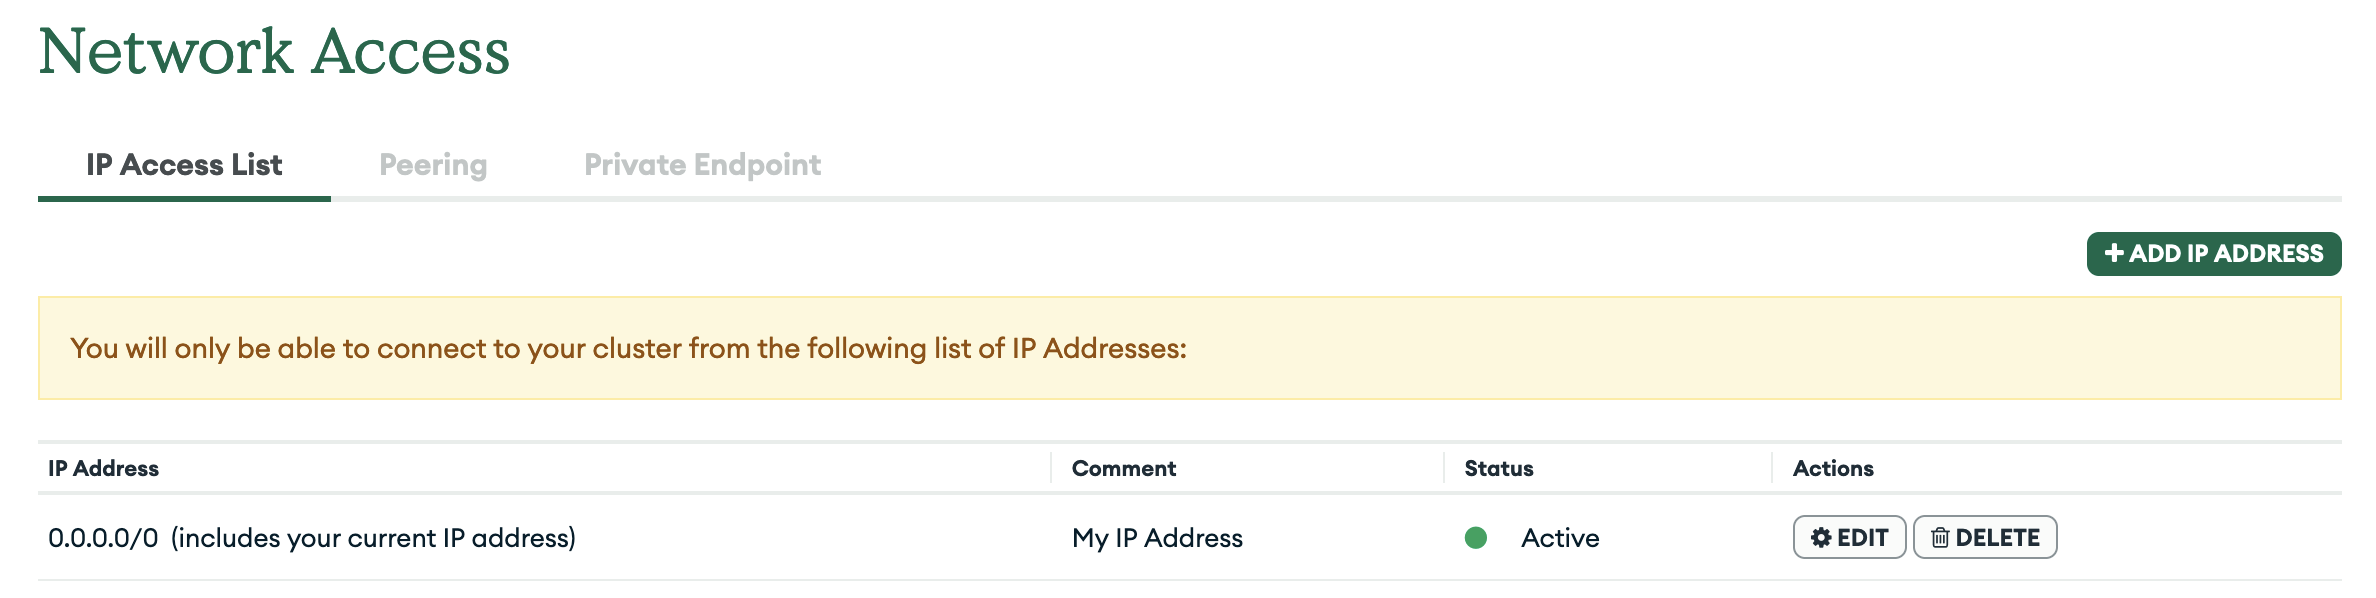 Network Access
IP Access List Peering Private Endpoint
+ ADD IP ADDRESS
You will only be able to connect to your cluster from the following list of IP Addresses:
IP Address Comment Status Actions
0.0.0.0/0 (includes your current IP address) My IP Address Active EDIT DELETE